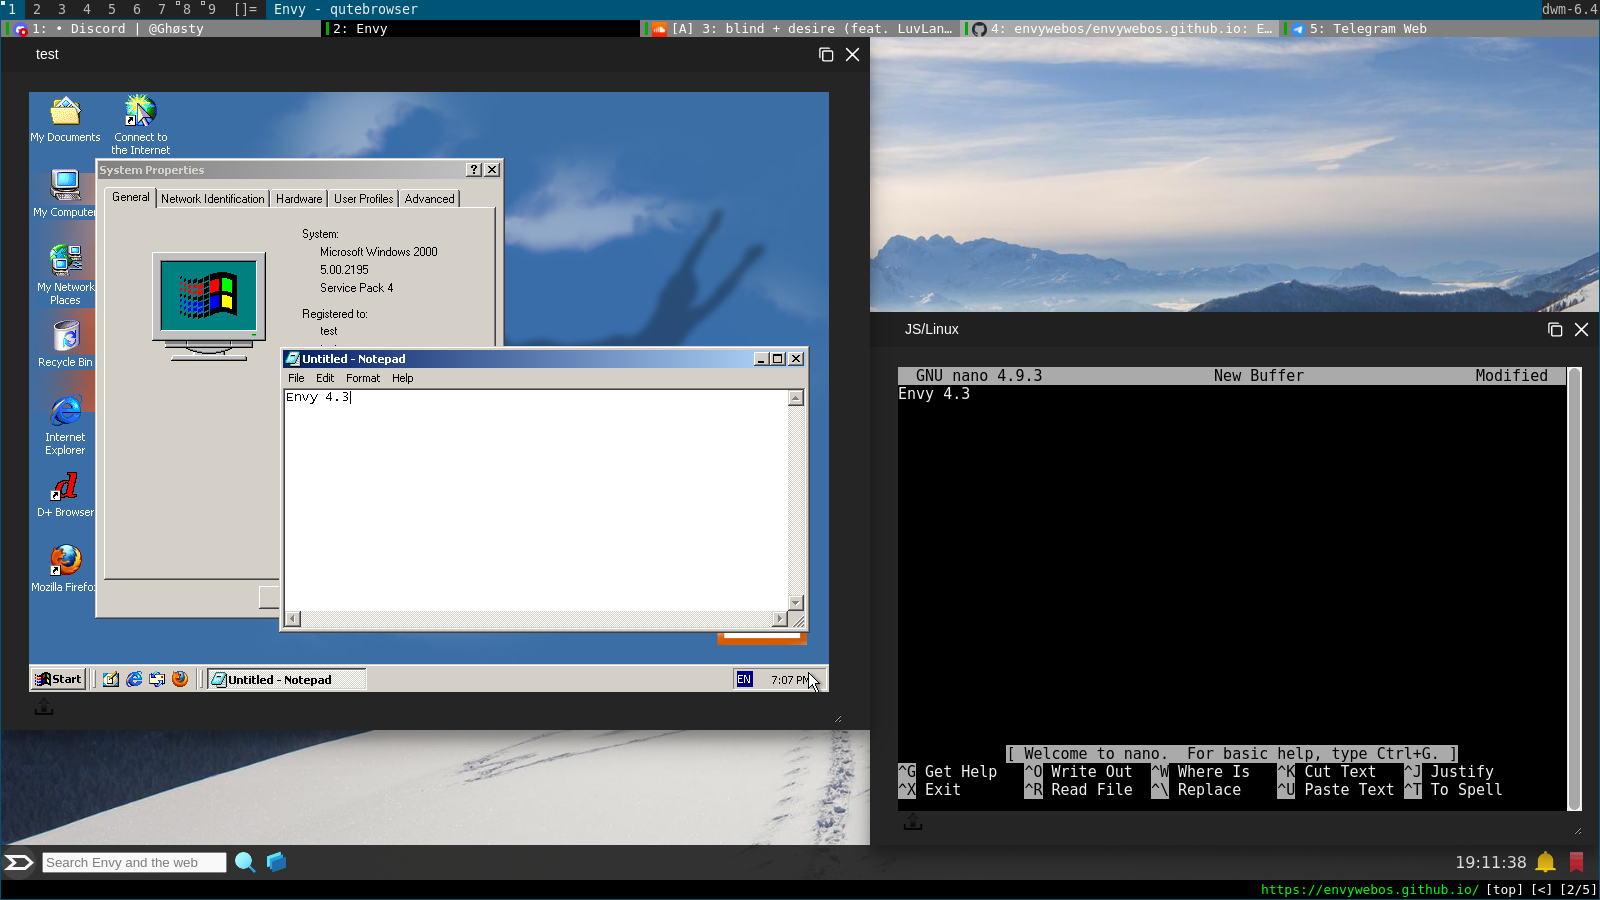 1 2 3 4 5 6 7 8 9 []= Envy - qutebrowser dwm-6.4
1: • Discord | @Ghøsty 2: Envy [A] 3: blind + desire (feat. LuvLan… 4: envywebos/envywebos.github.io: E… 5: Telegram Web
test
My Documents
Connect to
the Internet
My Computer
My Network
Places
Recycle Bin
Internet
Explorer
D+ Browser
Mozilla Firefo
System Properties
General Network Identification Hardware User Profiles Advanced
System:
Microsoft Windows 2000
5.00.2195
Service Pack 4
Registered to:
test
Untitled - Notepad
File Edit Format Help
Envy 4.3
Start Untitled - Notepad EN 7:07 PM
JS/Linux
GNU nano 4.9.3 New Buffer Modified
Envy 4.3
[ Welcome to nano.  For basic help, type Ctrl+G. ]
^G Get Help ^O Write Out ^W Where Is ^K Cut Text ^J Justify
^X Exit ^R Read File ^\ Replace ^U Paste Text ^T To Spell
Search Envy and the web 19:11:38
https://envywebos.github.io/ [top] [<] [2/5]